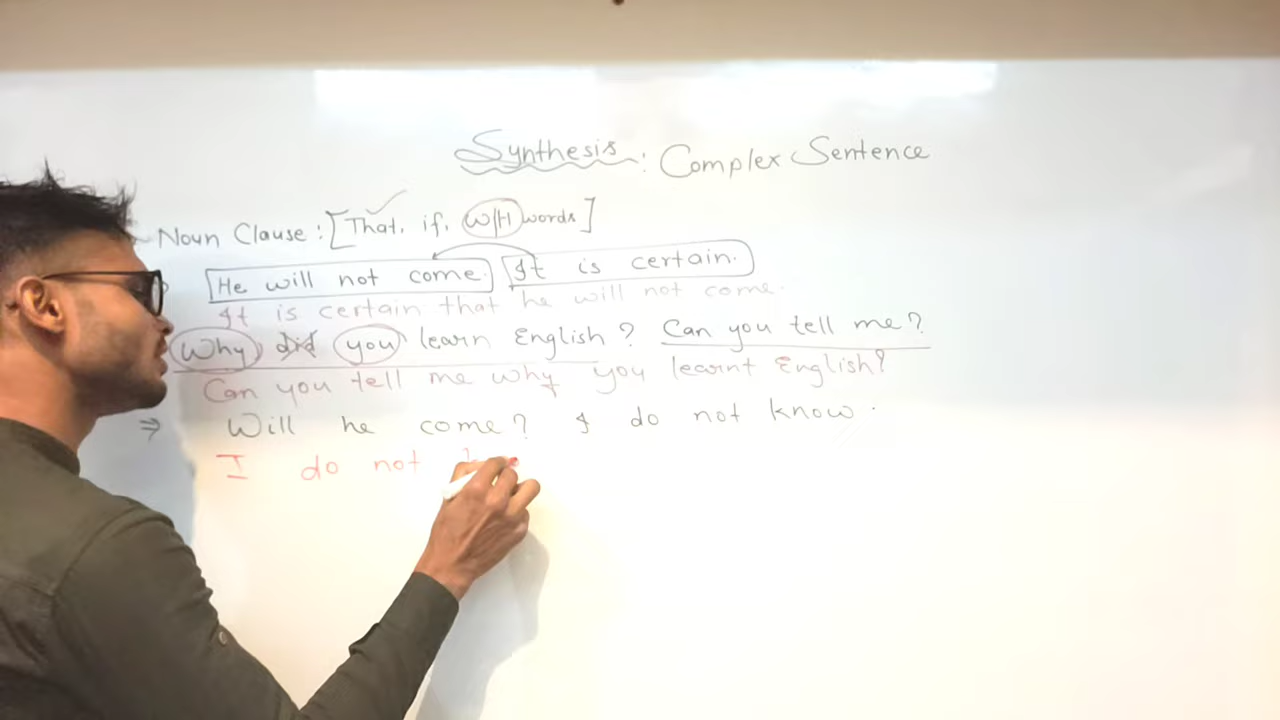 Synthesis : Complex Sentence
Noun Clause : [That, if, W/H words]
He will not come. It is certain.
It is certain that he will not come.
Why did you learn English ? Can you tell me ?
Can you tell me why you learnt English?
⇒ Will he come? I do not know.
I do not